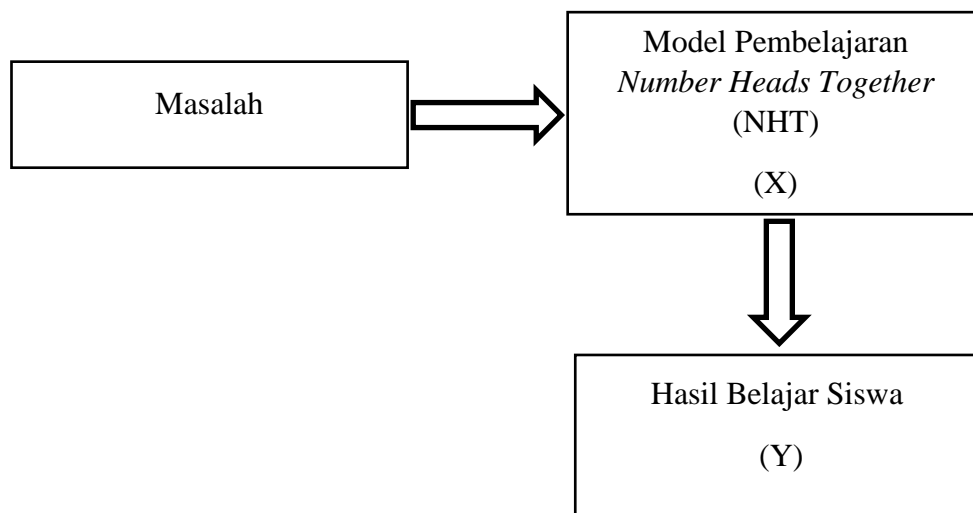 Masalah
Model Pembelajaran
Number Heads Together
(NHT)
(X)
Hasil Belajar Siswa
(Y)